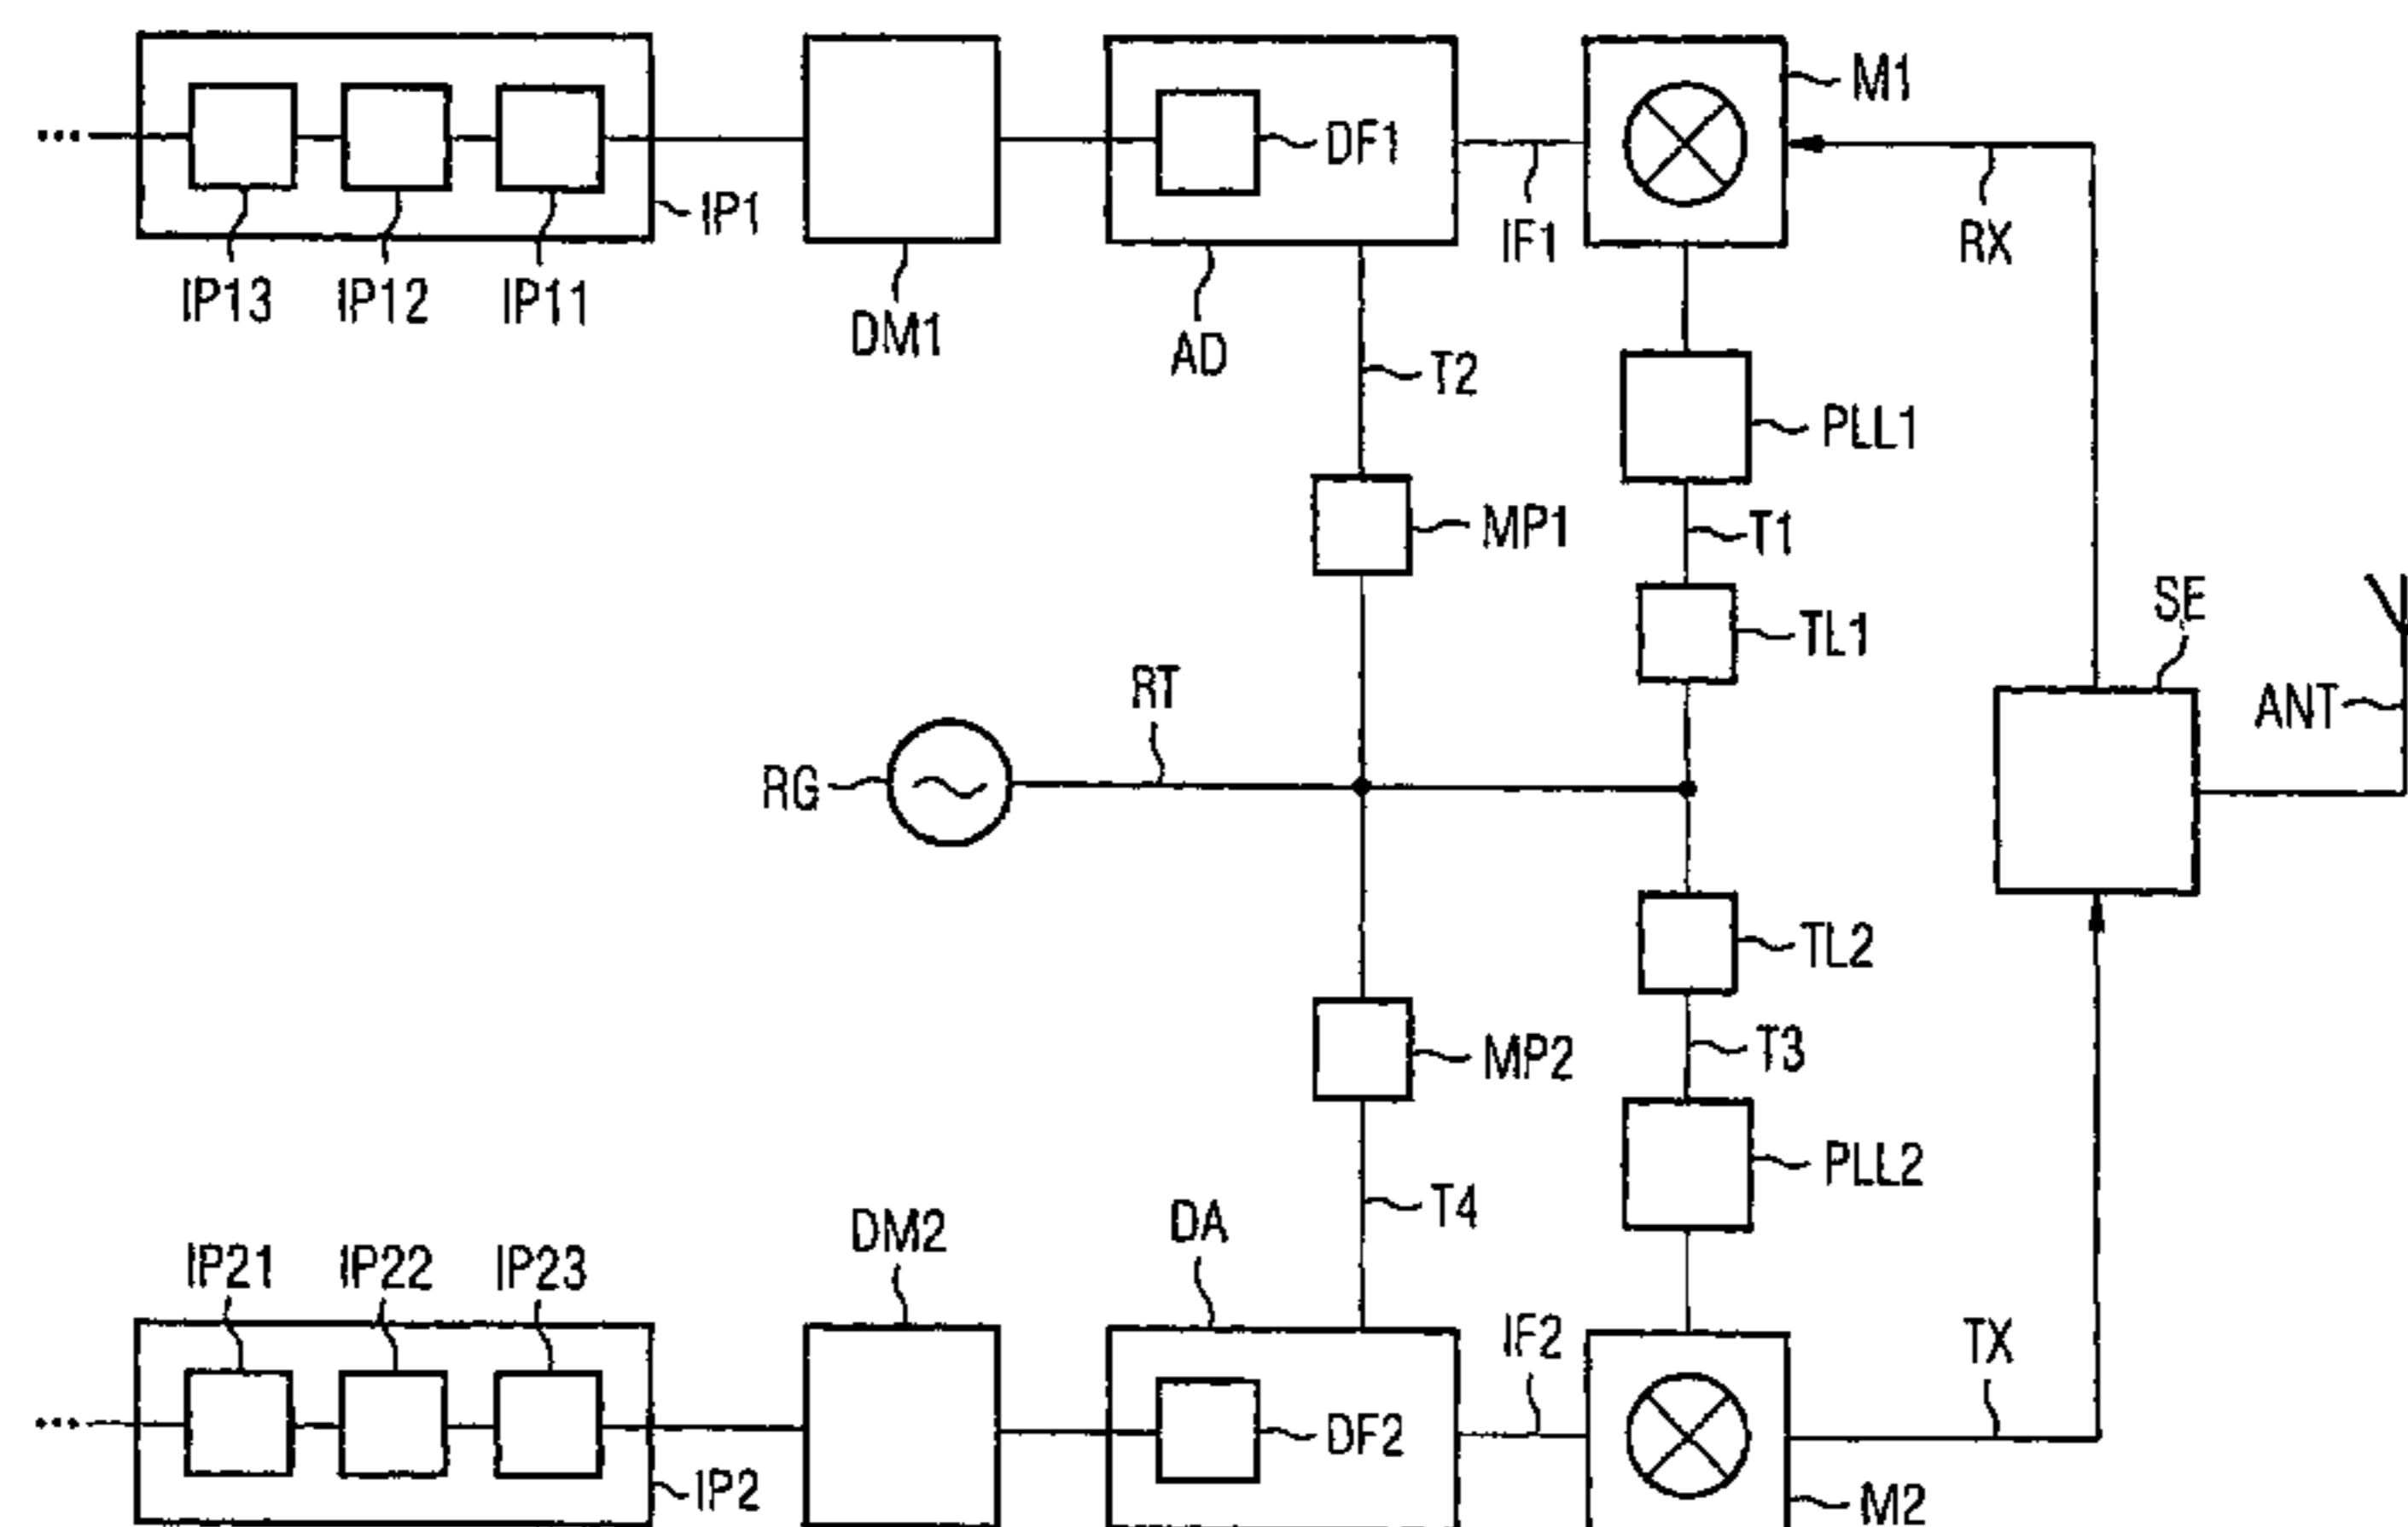 M1
DF1
IP1
IF1
RX
IP13
IP12
IP11
DM1
AD
T2
PLL1
MP1
T1
SE
TL1
RT
ANT
RG
TL2
MP2
T3
PLL2
T4
DA
DM2
IP21
IP22
IP23
IF2
TX
DF2
IP2
M2